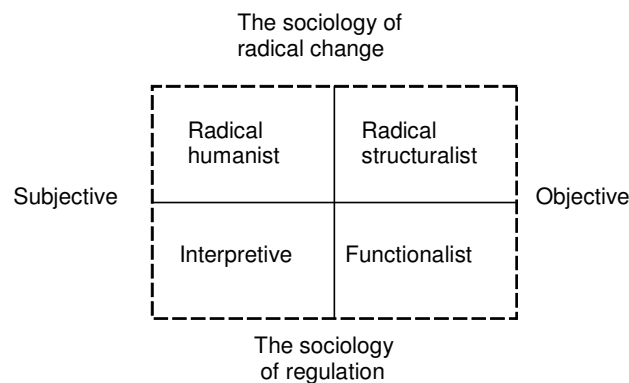 The sociology of
radical change
Radical
humanist
Radical
structuralist
Subjective
Objective
Interpretive
Functionalist
The sociology
of regulation